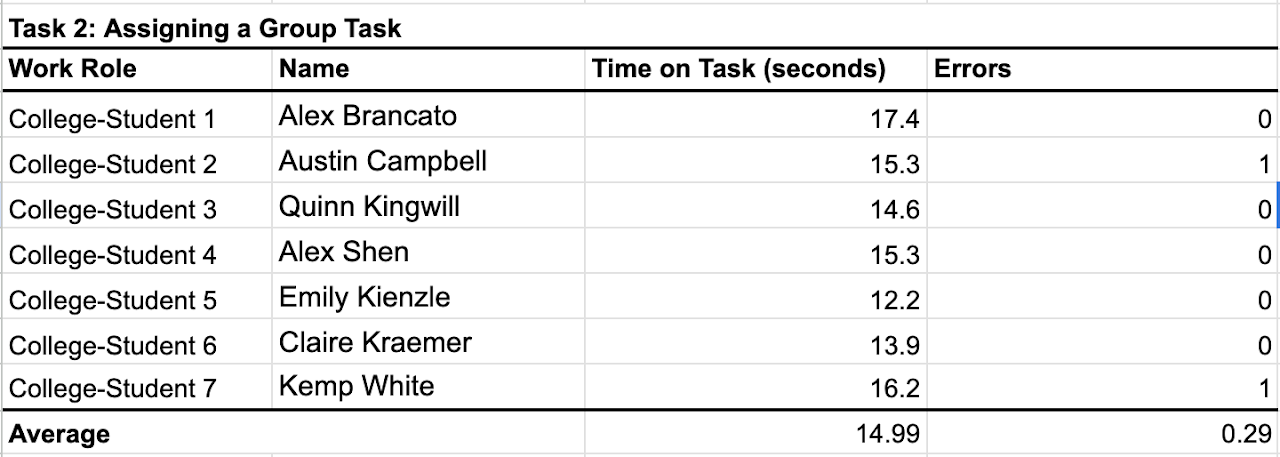 Task 2: Assigning a Group Task
Work Role Name Time on Task (seconds) Errors
College-Student 1 Alex Brancato 17.4 0
College-Student 2 Austin Campbell 15.3 1
College-Student 3 Quinn Kingwill 14.6 0
College-Student 4 Alex Shen 15.3 0
College-Student 5 Emily Kienzle 12.2 0
College-Student 6 Claire Kraemer 13.9 0
College-Student 7 Kemp White 16.2 1
Average 14.99 0.29